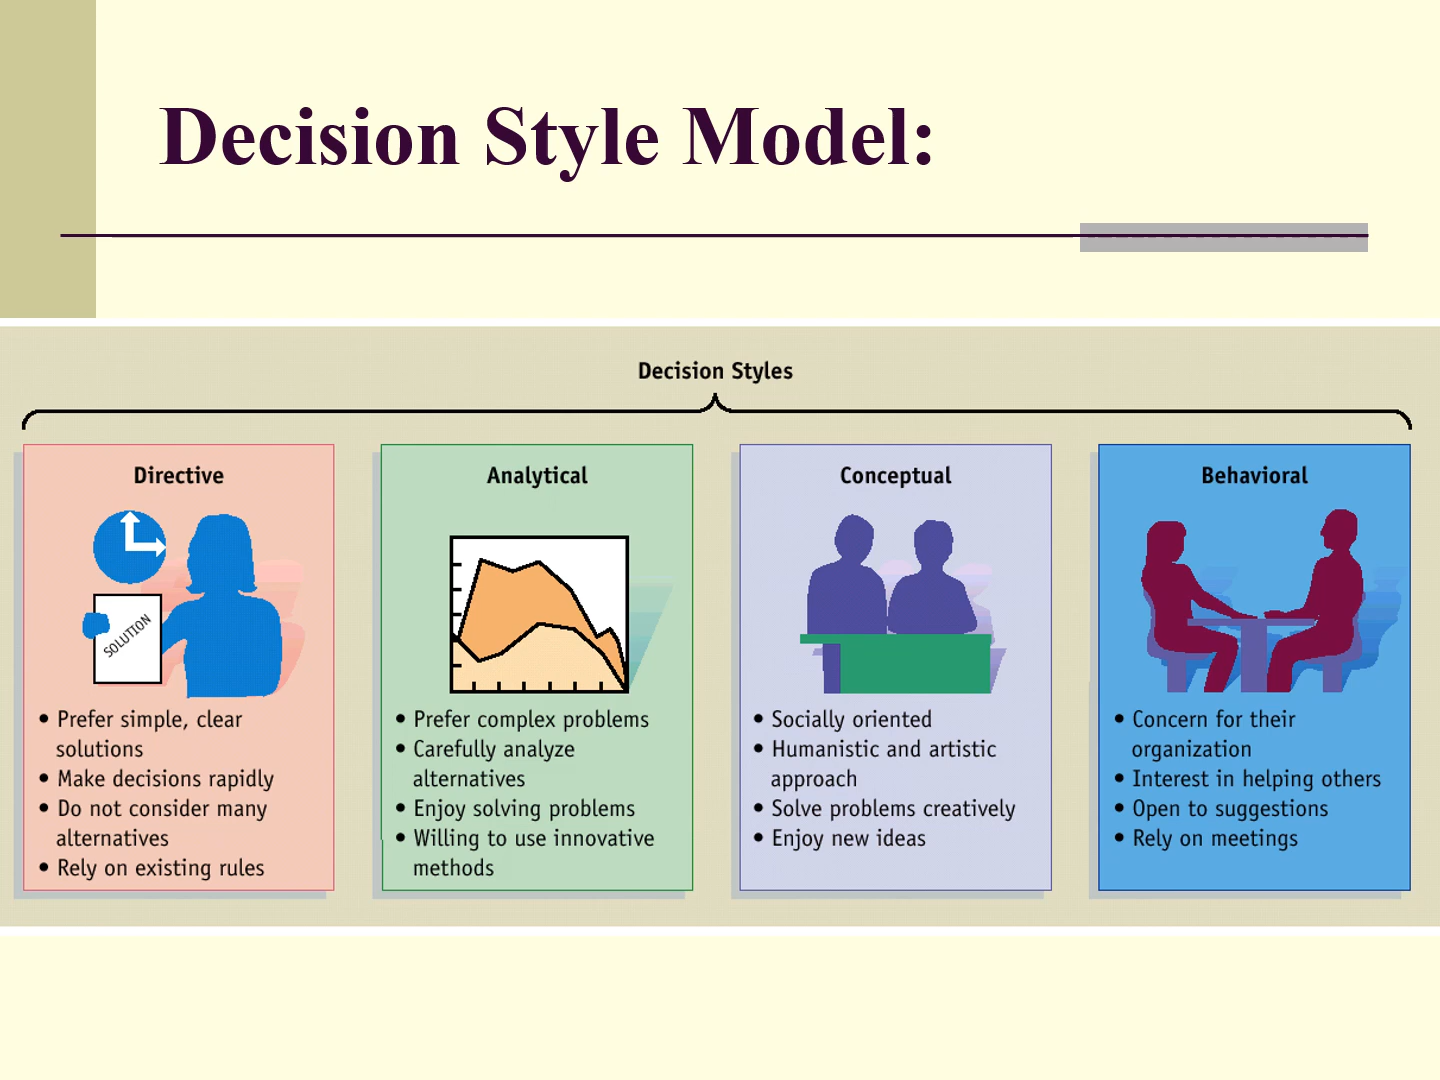 Decision Style Model:
Decision Styles
Directive
SOLUTION
• Prefer simple, clear
solutions
• Make decisions rapidly
• Do not consider many
alternatives
• Rely on existing rules
Analytical
• Prefer complex problems
• Carefully analyze
alternatives
• Enjoy solving problems
• Willing to use innovative
methods
Conceptual
• Socially oriented
• Humanistic and artistic
approach
• Solve problems creatively
• Enjoy new ideas
Behavioral
• Concern for their
organization
• Interest in helping others
• Open to suggestions
• Rely on meetings